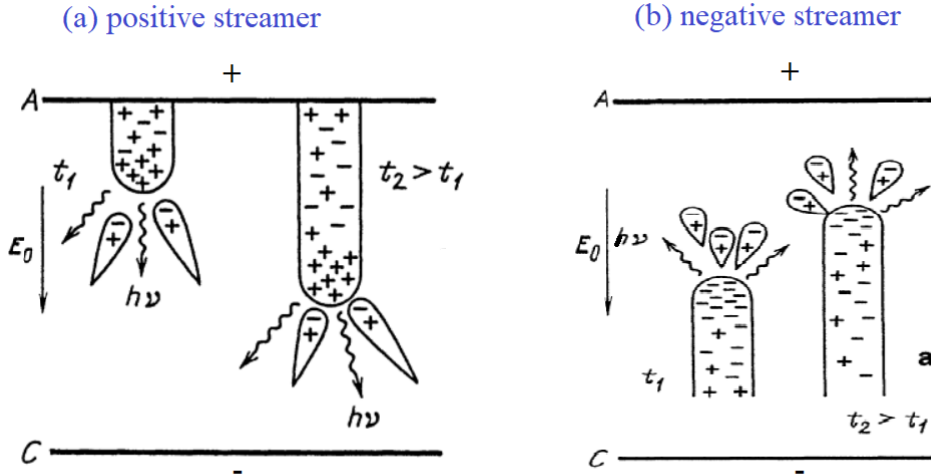 (a) positive streamer
(b) negative streamer
+
+
A
A
t₁
t₂ > t₁
E₀
hν
hν
E₀
hν
t₁
a
t₂ > t₁
C
C
-
-